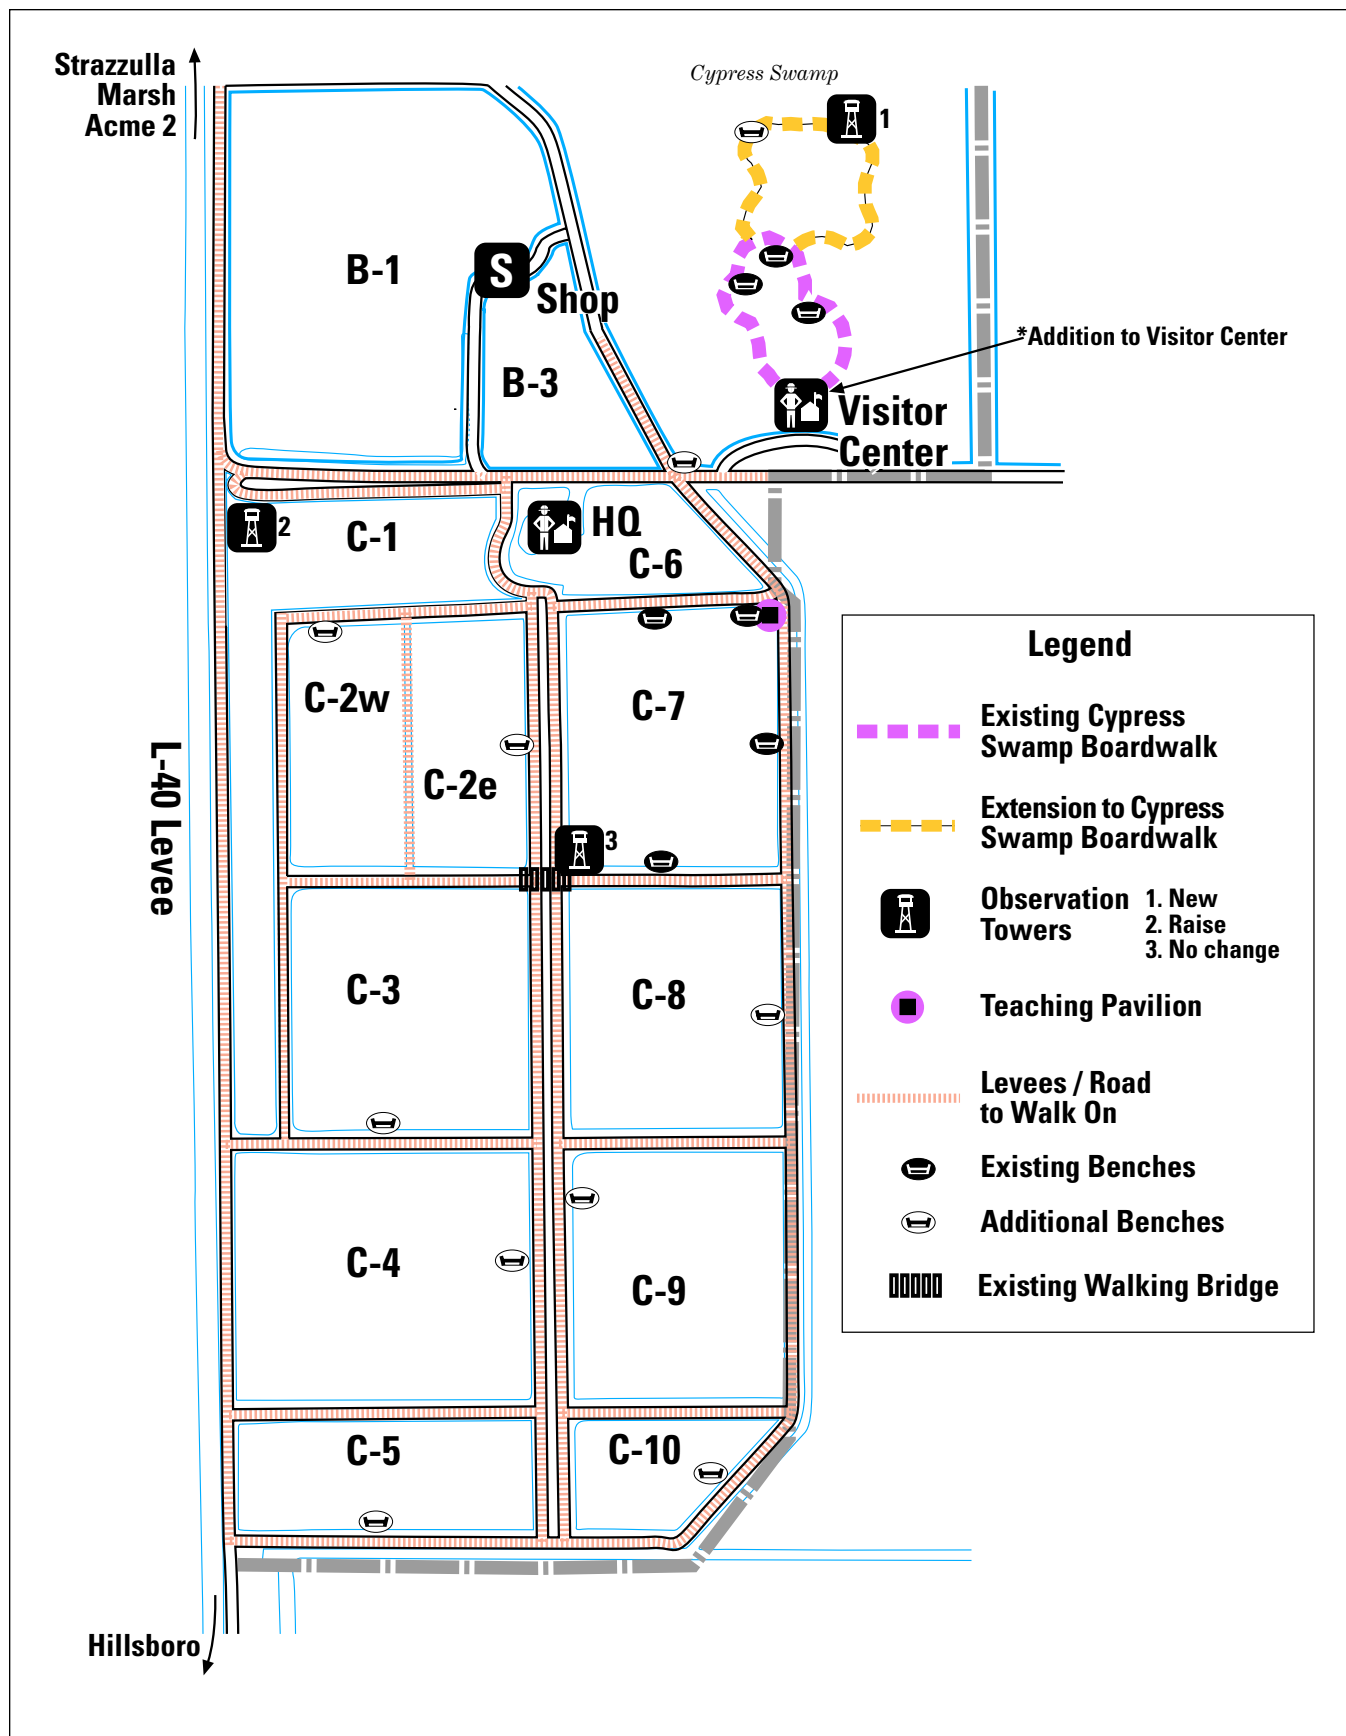 Strazzulla
Marsh
Acme 2
Cypress Swamp
1
B-1
S
Shop
*Addition to Visitor Center
B-3
Visitor
Center
2
C-1
HQ
C-6
C-2w
C-7
C-2e
L-40 Levee
3
C-3
C-8
C-4
C-9
C-5
C-10
Hillsboro
Legend
Existing Cypress
Swamp Boardwalk
Extension to Cypress
Swamp Boardwalk
Observation
Towers
1. New
2. Raise
3. No change
Teaching Pavilion
Levees / Road
to Walk On
Existing Benches
Additional Benches
Existing Walking Bridge